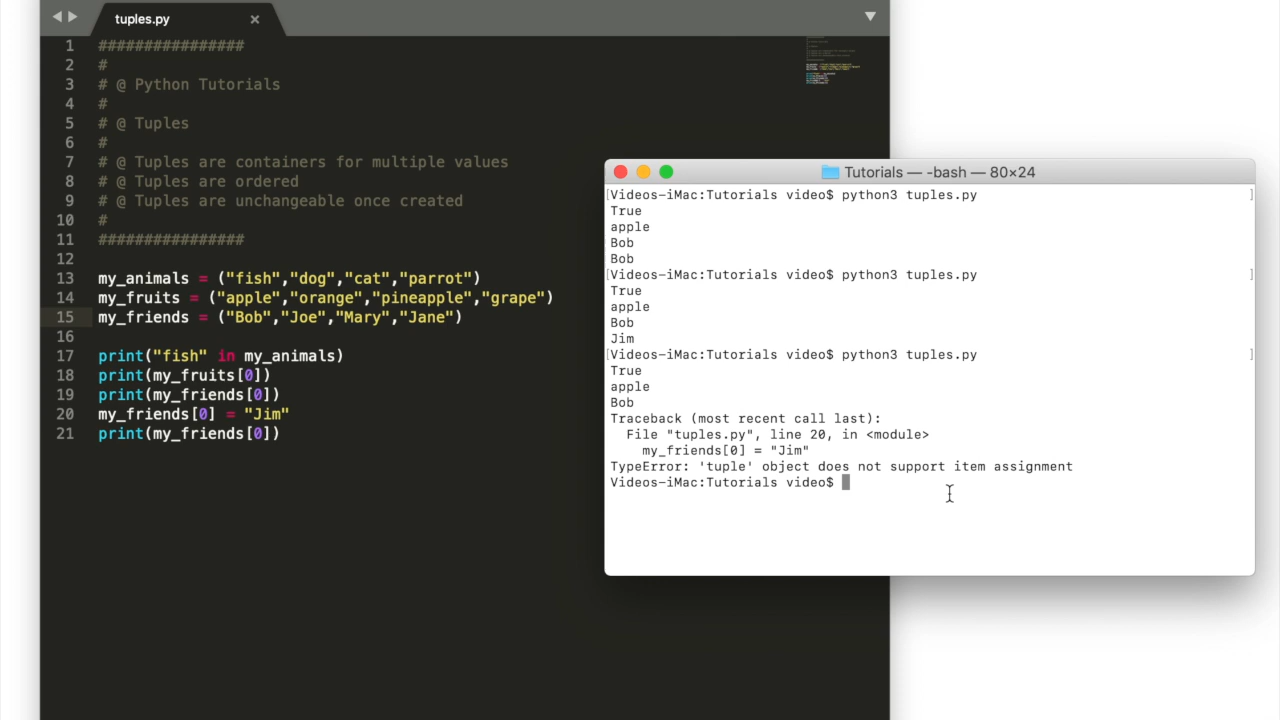 tuples.py
1 ################
2 #
3 # @ Python Tutorials
4 #
5 # @ Tuples
6 #
7 # @ Tuples are containers for multiple values
8 # @ Tuples are ordered
9 # @ Tuples are unchangeable once created
10 #
11 ################
12
13 my_animals = ("fish","dog","cat","parrot")
14 my_fruits = ("apple","orange","pineapple","grape")
15 my_friends = ("Bob","Joe","Mary","Jane")
16
17 print("fish" in my_animals)
18 print(my_fruits[0])
19 print(my_friends[0])
20 my_friends[0] = "Jim"
21 print(my_friends[0])
Tutorials — -bash — 80×24
[Videos-iMac:Tutorials video$ python3 tuples.py ]
True
apple
Bob
Bob
[Videos-iMac:Tutorials video$ python3 tuples.py ]
True
apple
Bob
Jim
[Videos-iMac:Tutorials video$ python3 tuples.py ]
True
apple
Bob
Traceback (most recent call last):
  File "tuples.py", line 20, in <module>
    my_friends[0] = "Jim"
TypeError: 'tuple' object does not support item assignment
Videos-iMac:Tutorials video$